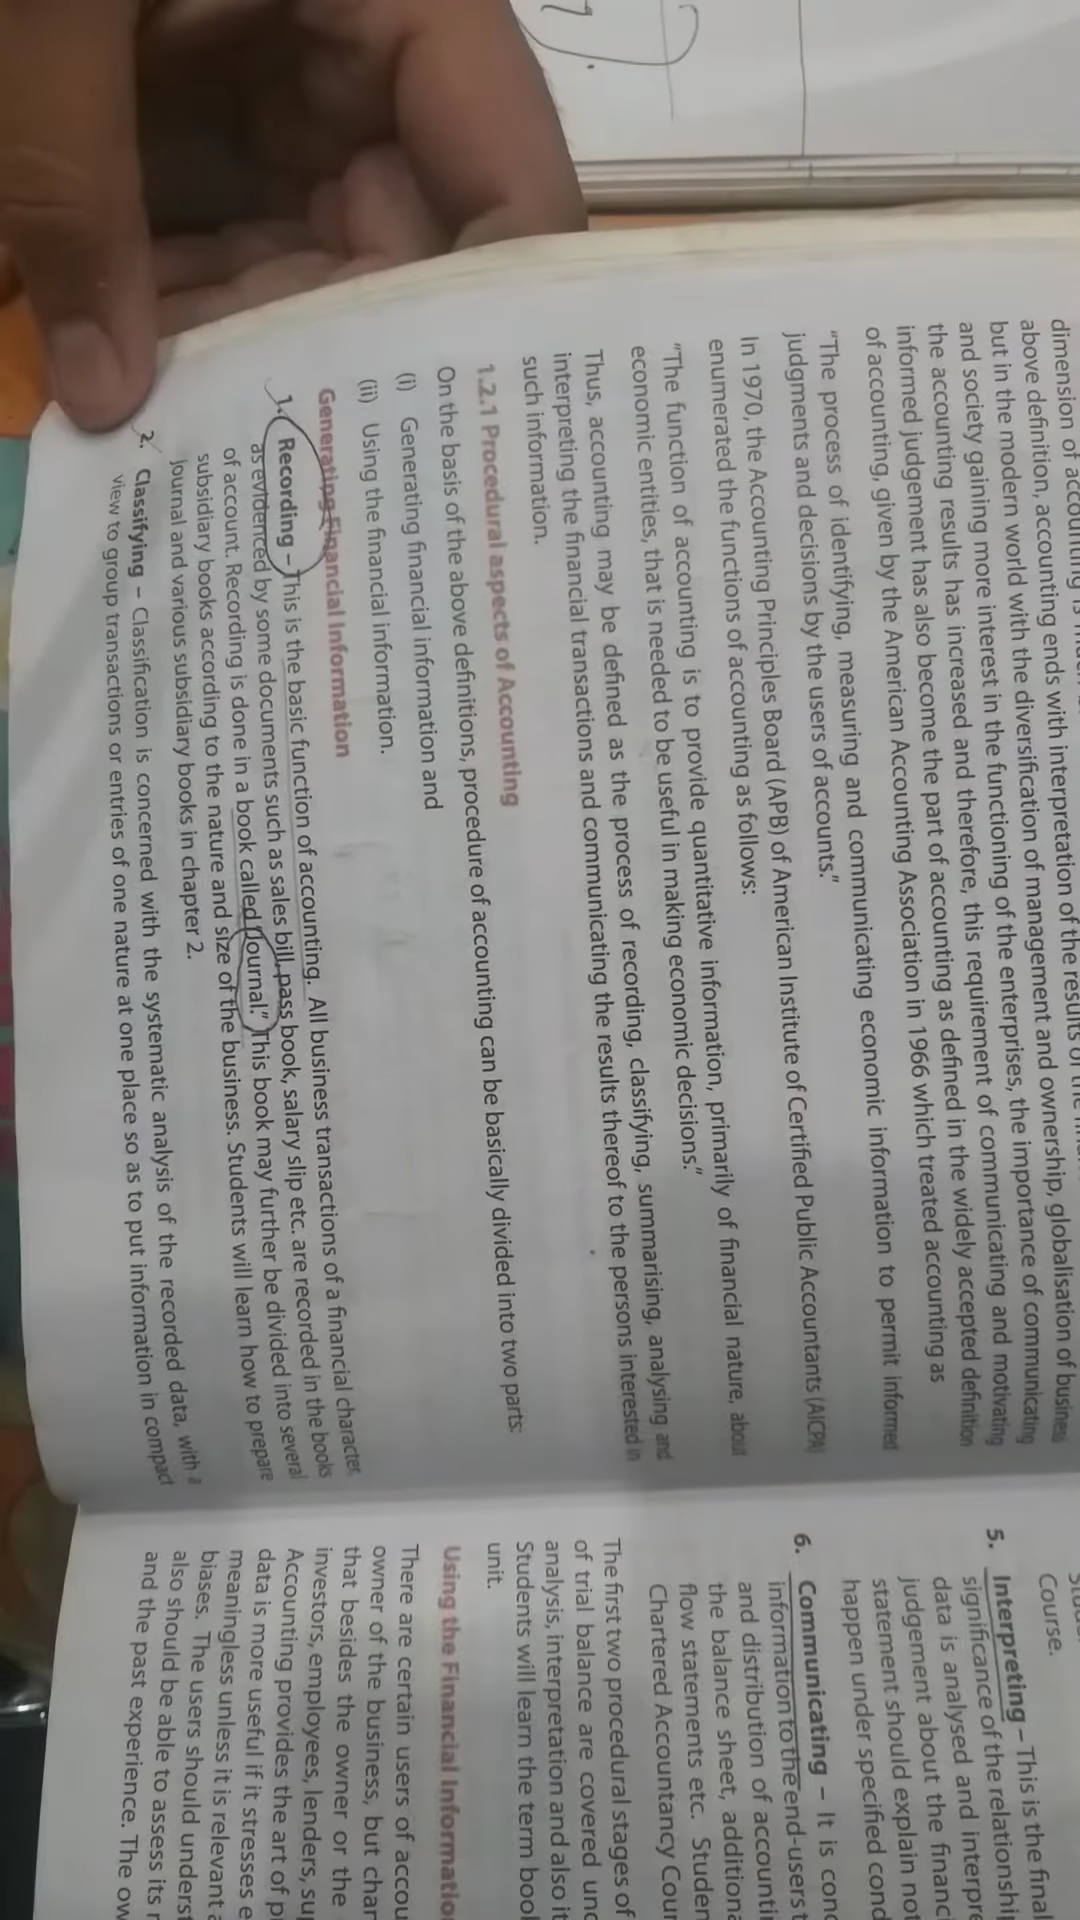 dimension of accounting is
above definition, accounting ends with interpretation of the results of the
but in the modern world with the diversification of management and ownership, globalisation of business
and society gaining more interest in the functioning of the enterprises, the importance of communicating
the accounting results has increased and therefore, this requirement of communicating and motivating
informed judgement has also become the part of accounting as defined in the widely accepted definition
of accounting, given by the American Accounting Association in 1966 which treated accounting as
"The process of identifying, measuring and communicating economic information to permit informed
judgments and decisions by the users of accounts."
In 1970, the Accounting Principles Board (APB) of American Institute of Certified Public Accountants (AICPA)
enumerated the functions of accounting as follows:
"The function of accounting is to provide quantitative information, primarily of financial nature, about
economic entities, that is needed to be useful in making economic decisions."
Thus, accounting may be defined as the process of recording, classifying, summarising, analysing and
interpreting the financial transactions and communicating the results thereof to the persons interested in
such information.
1.2.1 Procedural aspects of Accounting
On the basis of the above definitions, procedure of accounting can be basically divided into two parts:
(i) Generating financial information and
(ii) Using the financial information.
Generating Financial Information
1. Recording – This is the basic function of accounting. All business transactions of a financial character,
as evidenced by some documents such as sales bill, pass book, salary slip etc. are recorded in the books
of account. Recording is done in a book called "Journal." This book may further be divided into several
subsidiary books according to the nature and size of the business. Students will learn how to prepare
journal and various subsidiary books in chapter 2.
2. Classifying – Classification is concerned with the systematic analysis of the recorded data, with a
view to group transactions or entries of one nature at one place so as to put information in compact
Course.
5. Interpreting – This is the final
significance of the relationshi
data is analysed and interpre
judgement about the financi
statement should explain not
happen under specified cond
6. Communicating – It is conc
information to the end-users t
and distribution of accounti
the balance sheet, additiona
flow statements etc. Studen
Chartered Accountancy Cour
The first two procedural stages of
of trial balance are covered und
analysis, interpretation and also it
Students will learn the term bool
unit.
Using the Financial Informatio
There are certain users of accou
owner of the business, but char
that besides the owner or the
investors, employees, lenders, su
Accounting provides the art of p
data is more useful if it stresses e
meaningless unless it is relevant a
biases. The users should underst
also should be able to assess its r
and the past experience. The ow